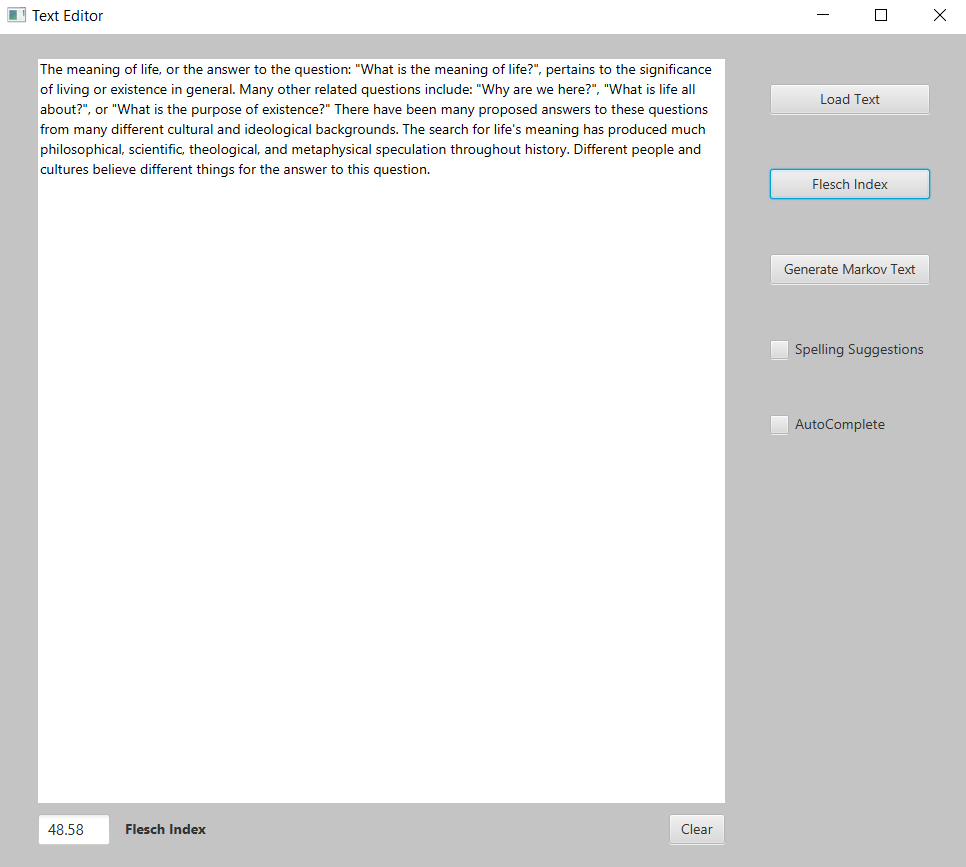 Text Editor
The meaning of life, or the answer to the question: "What is the meaning of life?", pertains to the significance
of living or existence in general. Many other related questions include: "Why are we here?", "What is life all
about?", or "What is the purpose of existence?" There have been many proposed answers to these questions
from many different cultural and ideological backgrounds. The search for life's meaning has produced much
philosophical, scientific, theological, and metaphysical speculation throughout history. Different people and
cultures believe different things for the answer to this question.
Load Text
Flesch Index
Generate Markov Text
Spelling Suggestions
AutoComplete
48.58 Flesch Index Clear